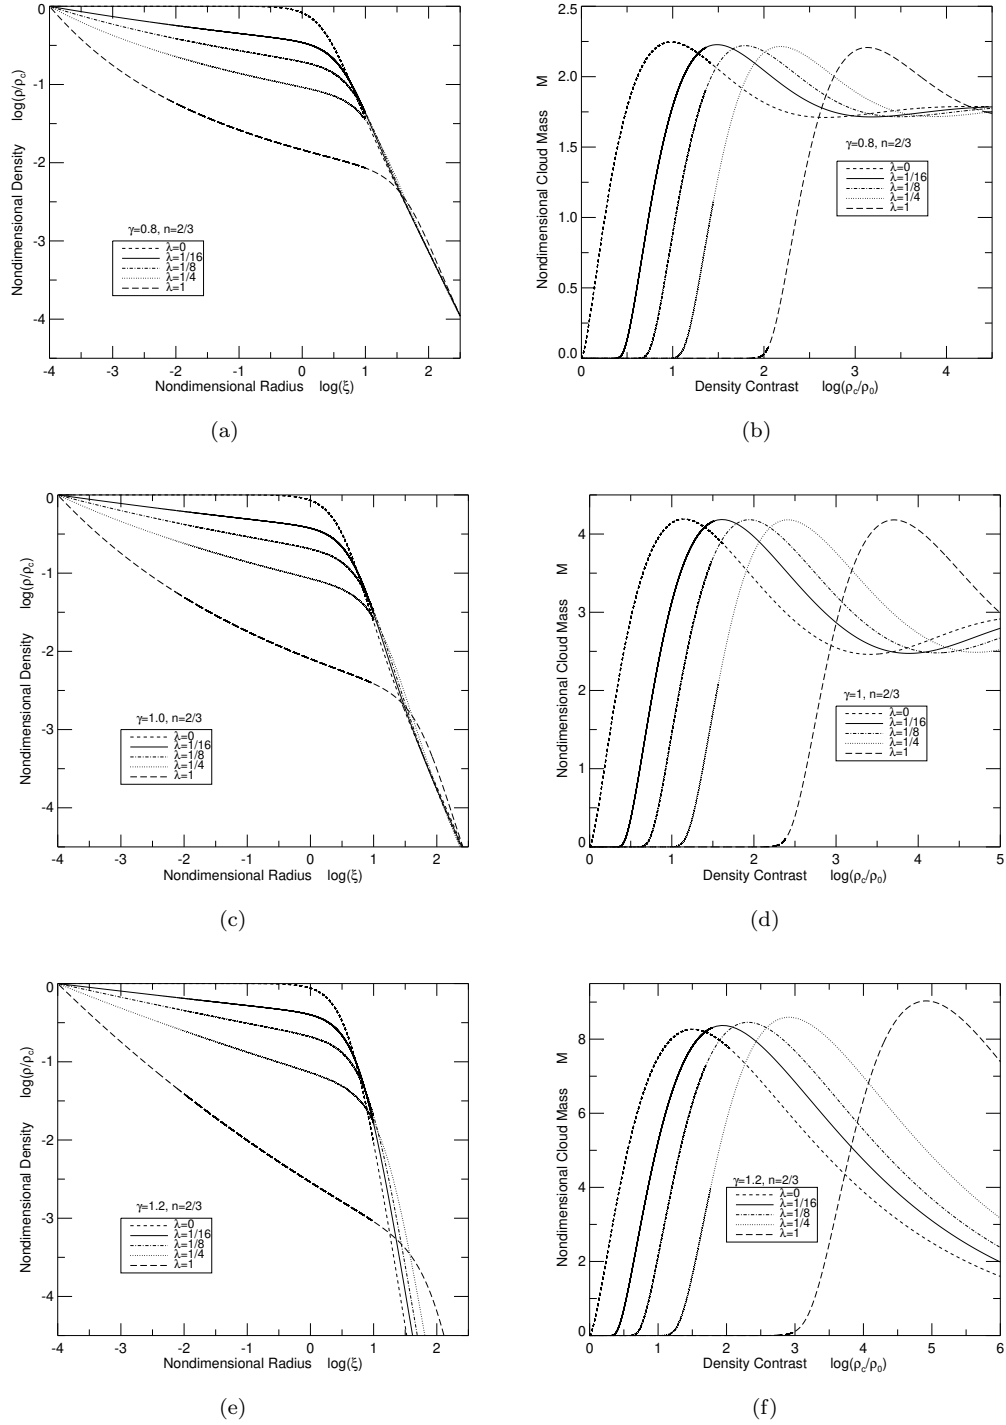 Nondimensional Density log(ρ/ρc)
0
-1
-2
-3
-4
γ=0.8, n=2/3
λ=0
λ=1/16
λ=1/8
λ=1/4
λ=1
-4 -3 -2 -1 0 1 2
Nondimensional Radius log(ξ)
(a)
Nondimensional Cloud Mass M
2.5
2.0
1.5
1.0
0.5
0.0
γ=0.8, n=2/3
λ=0
λ=1/16
λ=1/8
λ=1/4
λ=1
0 1 2 3 4
Density Contrast log(ρc/ρ0)
(b)
Nondimensional Density log(ρ/ρc)
0
-1
-2
-3
-4
γ=1.0, n=2/3
λ=0
λ=1/16
λ=1/8
λ=1/4
λ=1
-4 -3 -2 -1 0 1 2
Nondimensional Radius log(ξ)
(c)
Nondimensional Cloud Mass M
4
3
2
1
0
γ=1, n=2/3
λ=0
λ=1/16
λ=1/8
λ=1/4
λ=1
0 1 2 3 4 5
Density Contrast log(ρc/ρ0)
(d)
Nondimensional Density log(ρ/ρc)
0
-1
-2
-3
-4
γ=1.2, n=2/3
λ=0
λ=1/16
λ=1/8
λ=1/4
λ=1
-4 -3 -2 -1 0 1 2
Nondimensional Radius log(ξ)
(e)
Nondimensional Cloud Mass M
8
6
4
2
0
γ=1.2, n=2/3
λ=0
λ=1/16
λ=1/8
λ=1/4
λ=1
0 1 2 3 4 5 6
Density Contrast log(ρc/ρ0)
(f)